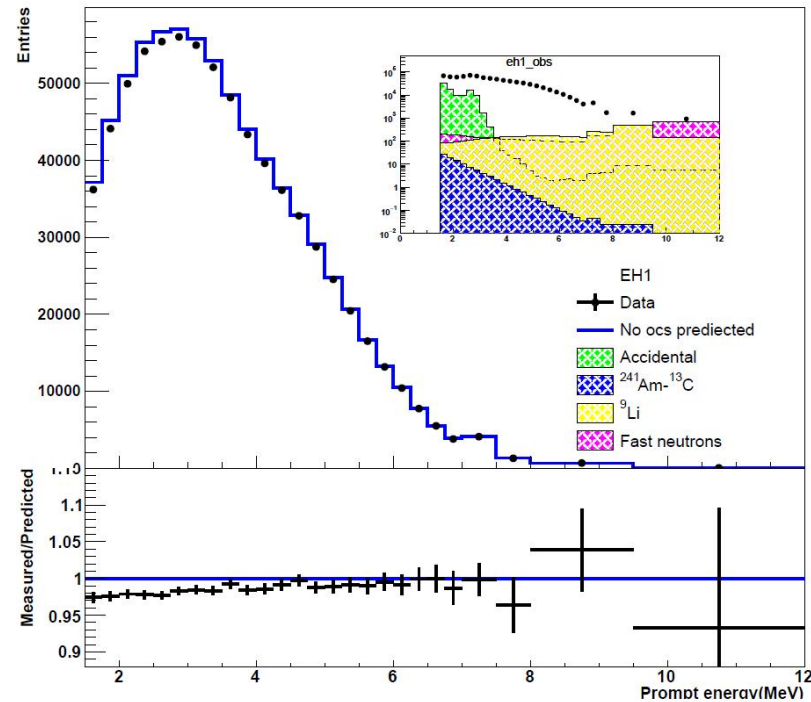 Entries
50000
40000
30000
20000
10000
eh1_obs
10⁵
10⁴
10³
10²
10
1
10⁻¹
10⁻²
0 2 4 6 8 10 12
EH1
Data
No ocs prediected
Accidental
²⁴¹Am-¹³C
⁹Li
Fast neutrons
Measured/Predicted
1.1
1.05
1
0.95
0.9
2 4 6 8 10 12
Prompt energy(MeV)